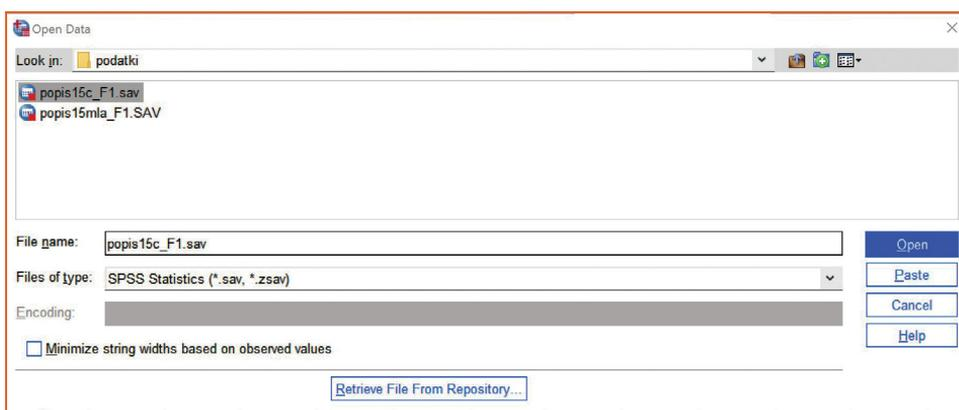 Open Data
Look in: podatki
popis15c_F1.sav
popis15mla_F1.SAV
File name: popis15c_F1.sav
Open
Files of type: SPSS Statistics (*.sav, *.zsav)
Paste
Encoding:
Cancel
Minimize string widths based on observed values
Help
Retrieve File From Repository...